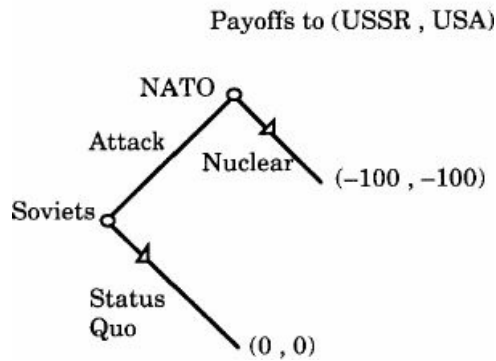 Payoffs to (USSR , USA)
NATO
Attack
Nuclear
(−100 , −100)
Soviets
Status
Quo
(0 , 0)